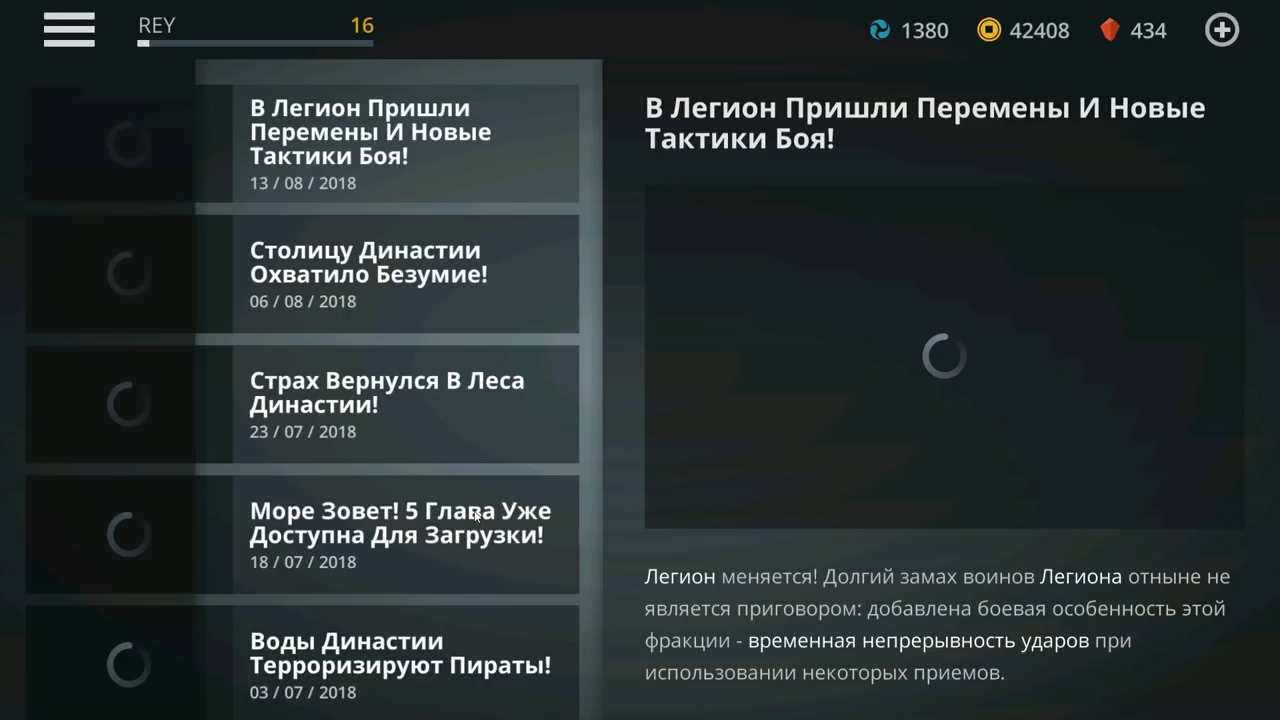 REY 16 1380 42408 434
В Легион Пришли
Перемены И Новые
Тактики Боя!
13 / 08 / 2018
Столицу Династии
Охватило Безумие!
06 / 08 / 2018
Страх Вернулся В Леса
Династии!
23 / 07 / 2018
Море Зовет! 5 Глава Уже
Доступна Для Загрузки!
18 / 07 / 2018
Воды Династии
Терроризируют Пираты!
03 / 07 / 2018
В Легион Пришли Перемены И Новые
Тактики Боя!
Легион меняется! Долгий замах воинов Легиона отныне не
является приговором: добавлена боевая особенность этой
фракции - временная непрерывность ударов при
использовании некоторых приемов.